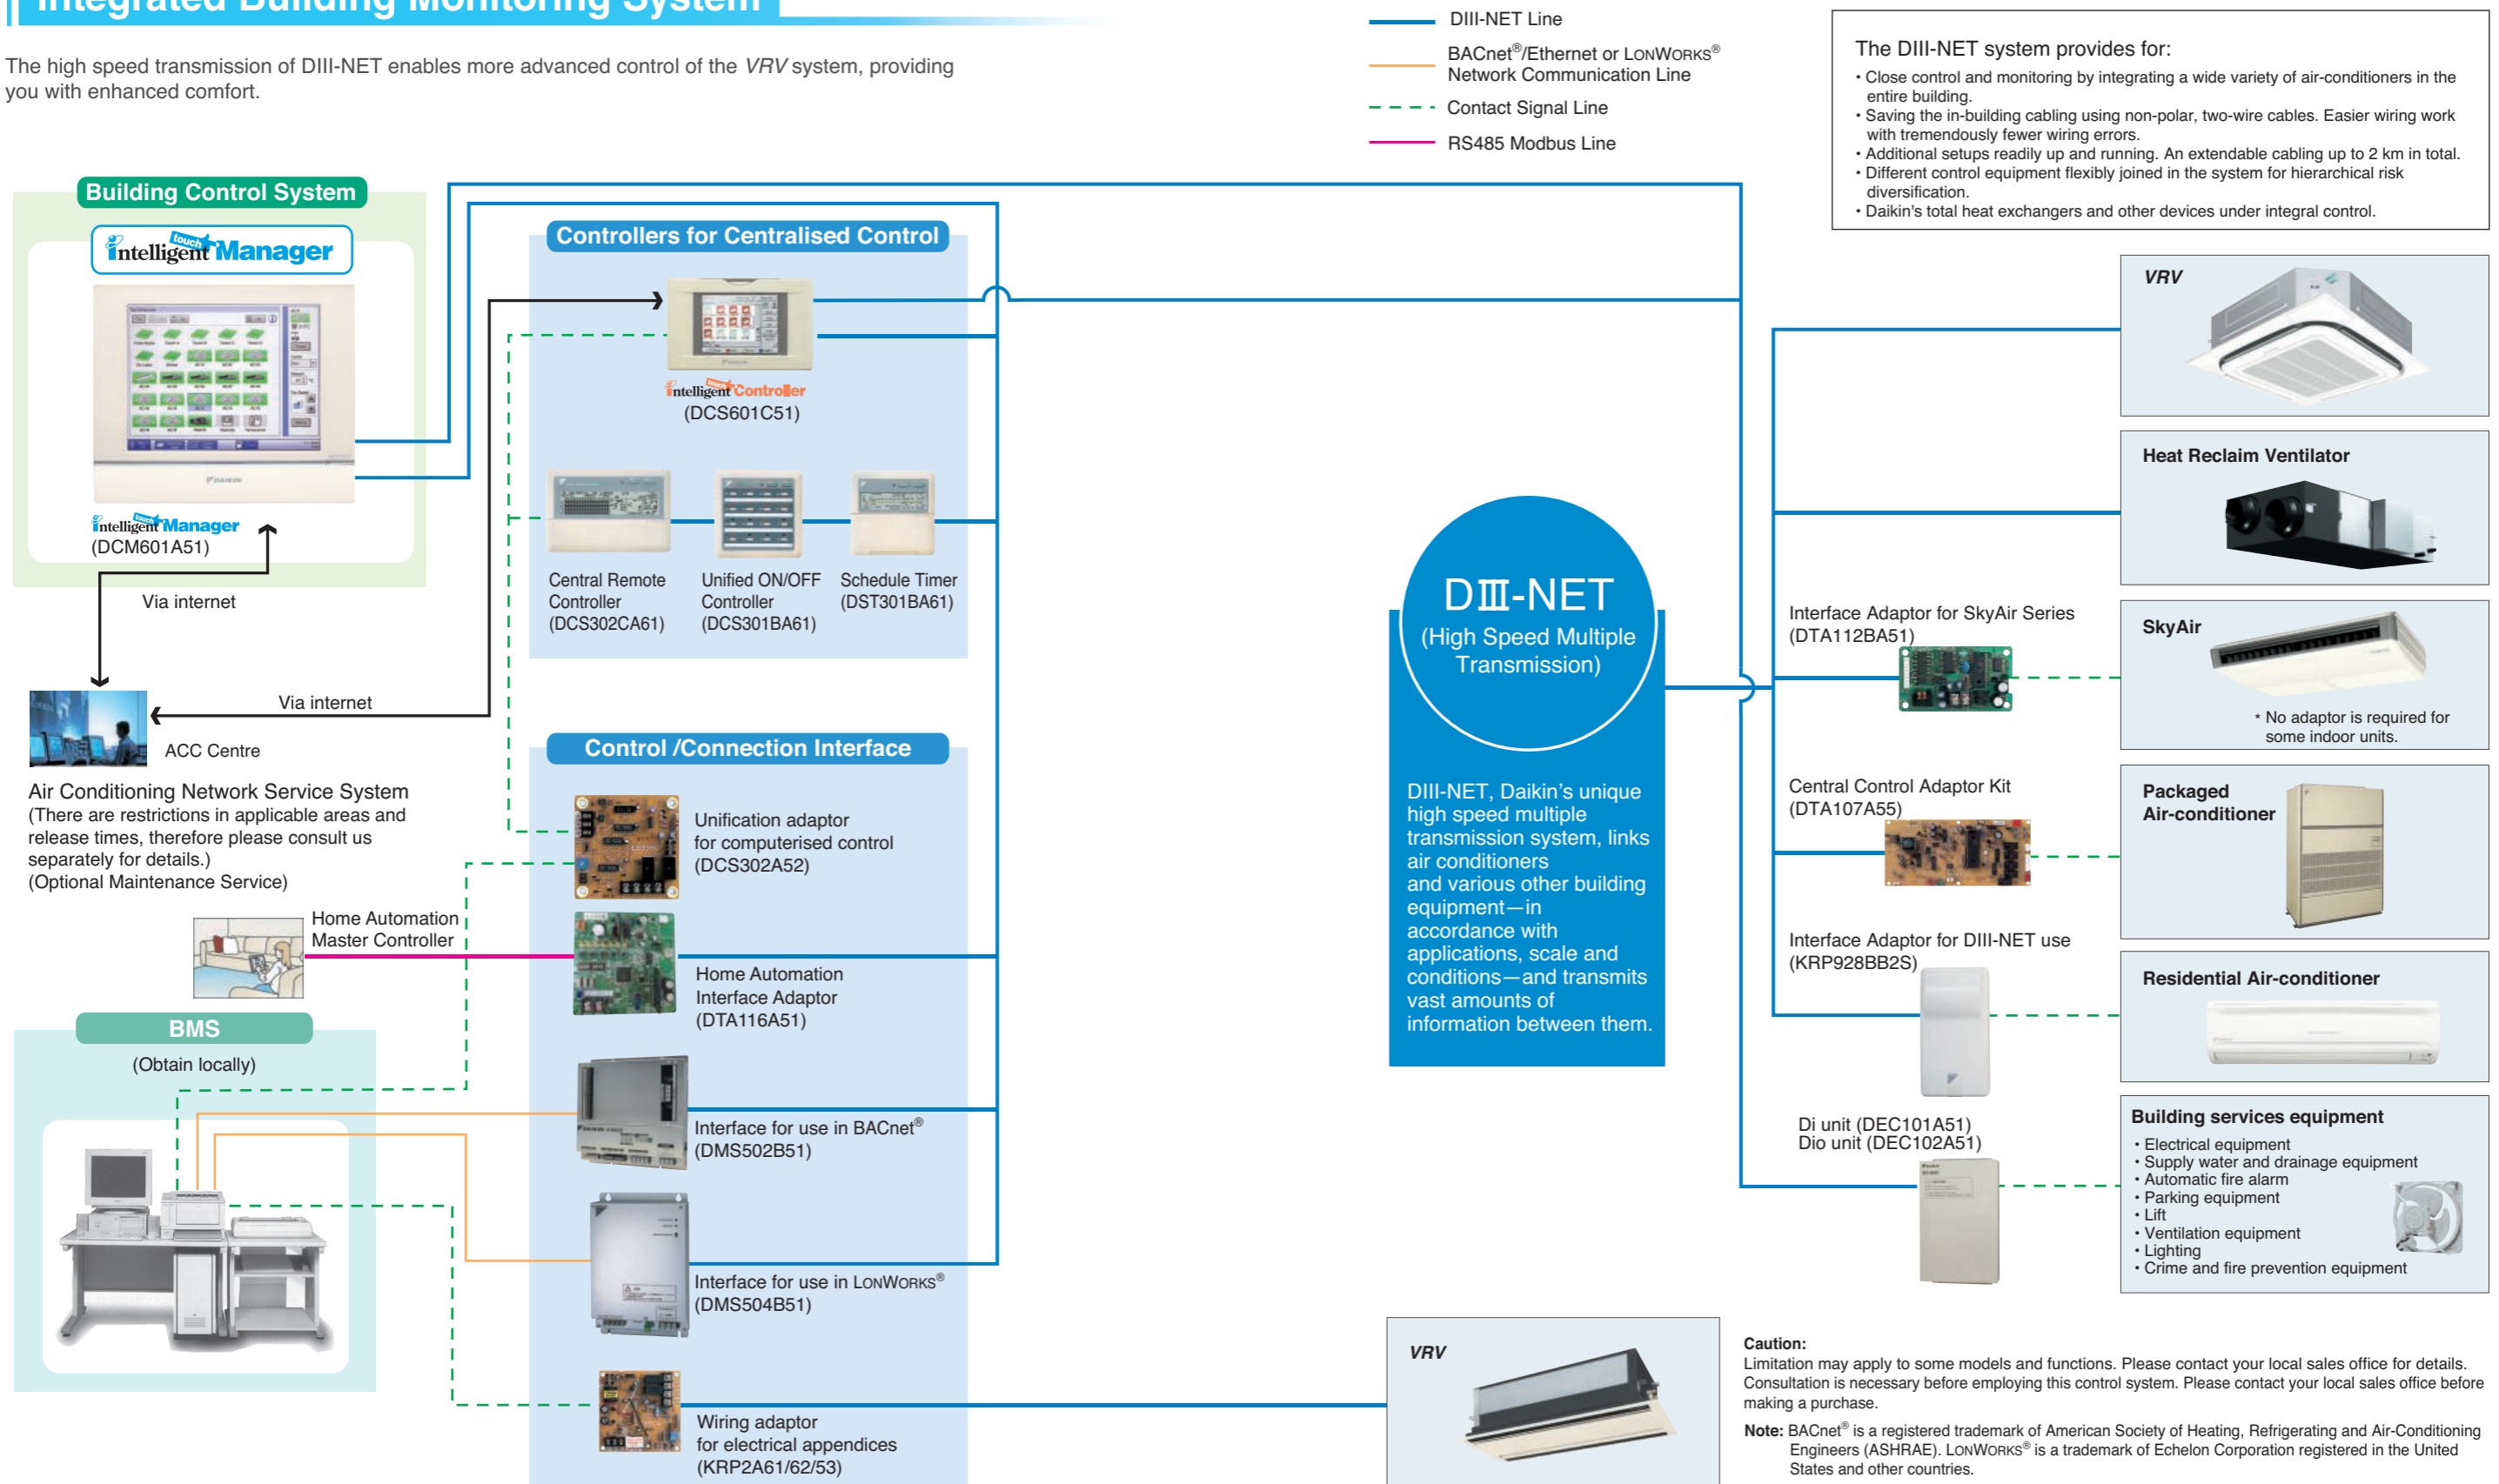 Integrated Building Monitoring System
The high speed transmission of DIII-NET enables more advanced control of the VRV system, providing
you with enhanced comfort.
DIII-NET Line
BACnet®/Ethernet or LONWORKS®
Network Communication Line
Contact Signal Line
RS485 Modbus Line
The DIII-NET system provides for:
• Close control and monitoring by integrating a wide variety of air-conditioners in the
entire building.
• Saving the in-building cabling using non-polar, two-wire cables. Easier wiring work
with tremendously fewer wiring errors.
• Additional setups readily up and running. An extendable cabling up to 2 km in total.
• Different control equipment flexibly joined in the system for hierarchical risk
diversification.
• Daikin's total heat exchangers and other devices under integral control.
Building Control System
intelligent touch Manager
DAIKIN
intelligent touch Manager
(DCM601A51)
Via internet
Via internet
ACC Centre
Air Conditioning Network Service System
(There are restrictions in applicable areas and
release times, therefore please consult us
separately for details.)
(Optional Maintenance Service)
Home Automation
Master Controller
BMS
(Obtain locally)
Controllers for Centralised Control
intelligent touch Controller
(DCS601C51)
Central Remote
Controller
(DCS302CA61)
Unified ON/OFF
Controller
(DCS301BA61)
Schedule Timer
(DST301BA61)
Control /Connection Interface
Unification adaptor
for computerised control
(DCS302A52)
Home Automation
Interface Adaptor
(DTA116A51)
Interface for use in BACnet®
(DMS502B51)
Interface for use in LONWORKS®
(DMS504B51)
Wiring adaptor
for electrical appendices
(KRP2A61/62/53)
DIII-NET
(High Speed Multiple
Transmission)
DIII-NET, Daikin's unique
high speed multiple
transmission system, links
air conditioners
and various other building
equipment—in
accordance with
applications, scale and
conditions—and transmits
vast amounts of
information between them.
VRV
Heat Reclaim Ventilator
Interface Adaptor for SkyAir Series
(DTA112BA51)
SkyAir
* No adaptor is required for
some indoor units.
Central Control Adaptor Kit
(DTA107A55)
Packaged
Air-conditioner
Interface Adaptor for DIII-NET use
(KRP928BB2S)
Residential Air-conditioner
Di unit (DEC101A51)
Dio unit (DEC102A51)
Building services equipment
• Electrical equipment
• Supply water and drainage equipment
• Automatic fire alarm
• Parking equipment
• Lift
• Ventilation equipment
• Lighting
• Crime and fire prevention equipment
VRV
Caution:
Limitation may apply to some models and functions. Please contact your local sales office for details.
Consultation is necessary before employing this control system. Please contact your local sales office before
making a purchase.
Note: BACnet® is a registered trademark of American Society of Heating, Refrigerating and Air-Conditioning
Engineers (ASHRAE). LONWORKS® is a trademark of Echelon Corporation registered in the United
States and other countries.